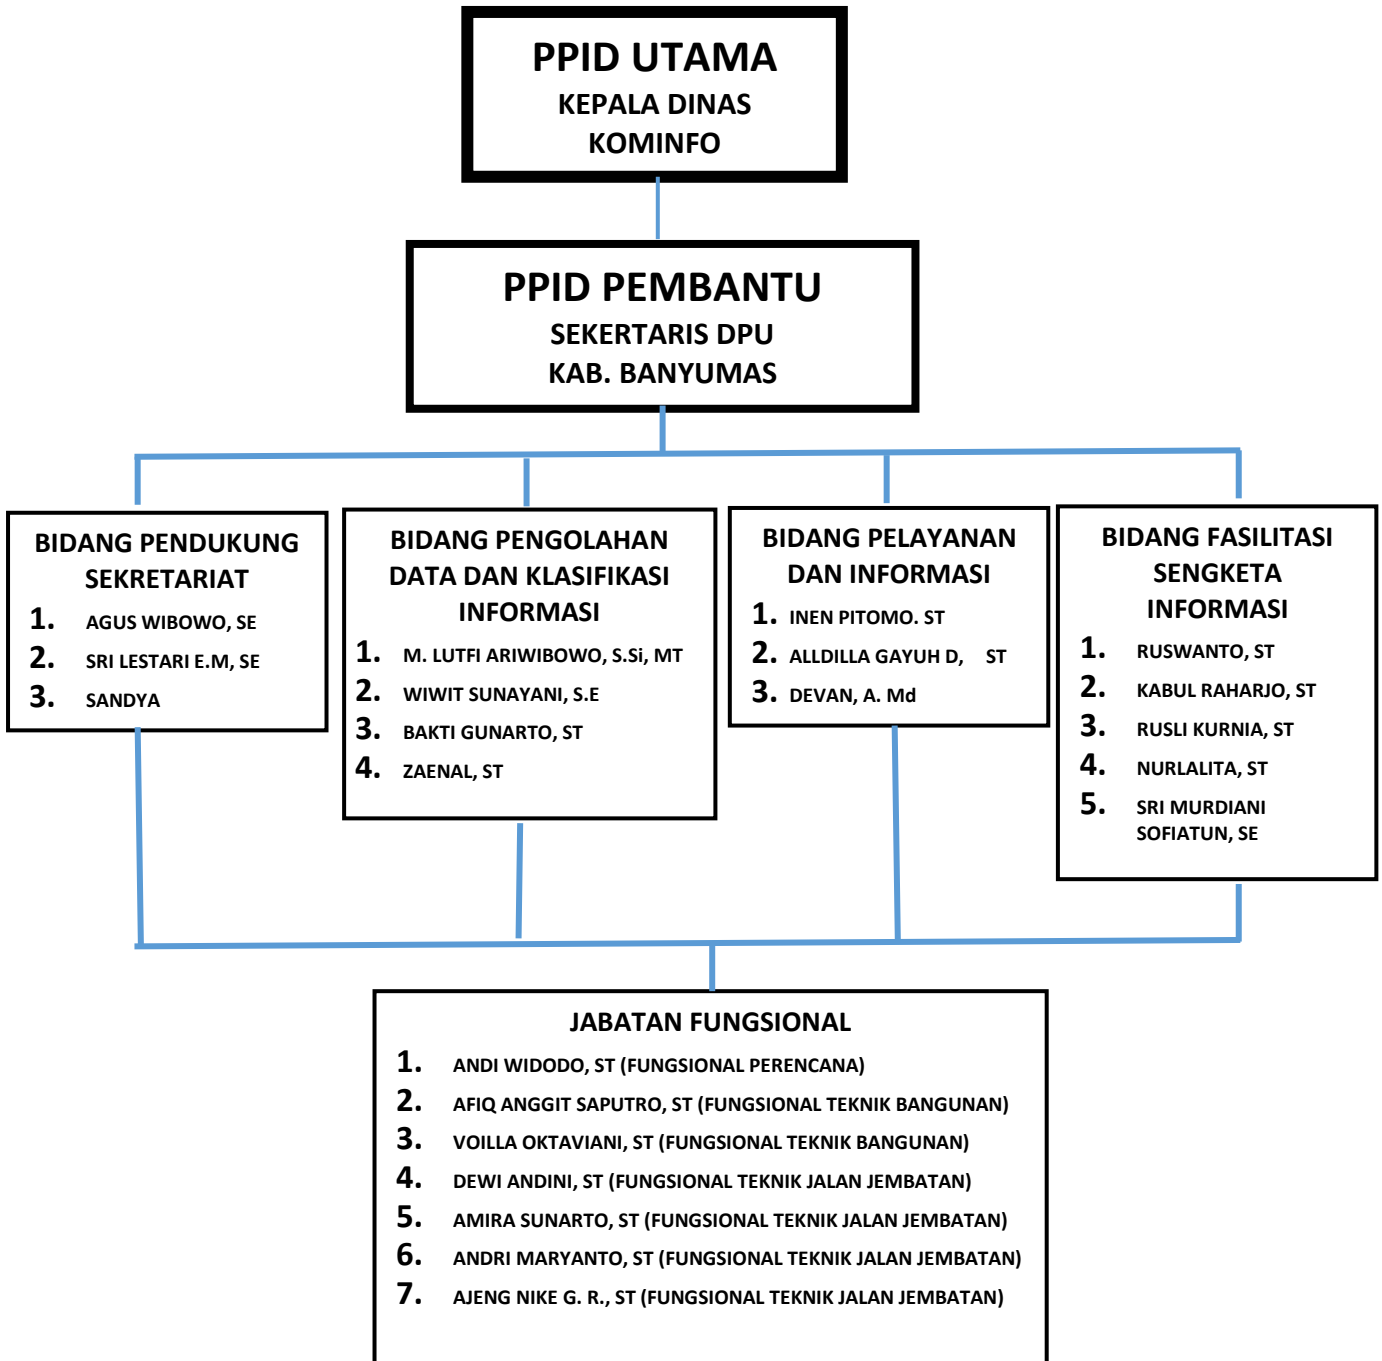 PPID UTAMA
KEPALA DINAS
KOMINFO
PPID PEMBANTU
SEKERTARIS DPU
KAB. BANYUMAS
BIDANG PENDUKUNG
SEKRETARIAT
1. AGUS WIBOWO, SE
2. SRI LESTARI E.M, SE
3. SANDYA
BIDANG PENGOLAHAN
DATA DAN KLASIFIKASI
INFORMASI
1. M. LUTFI ARIWIBOWO, S.Si, MT
2. WIWIT SUNAYANI, S.E
3. BAKTI GUNARTO, ST
4. ZAENAL, ST
BIDANG PELAYANAN
DAN INFORMASI
1. INEN PITOMO. ST
2. ALLDILLA GAYUH D, ST
3. DEVAN, A. Md
BIDANG FASILITASI
SENGKETA
INFORMASI
1. RUSWANTO, ST
2. KABUL RAHARJO, ST
3. RUSLI KURNIA, ST
4. NURLALITA, ST
5. SRI MURDIANI
SOFIATUN, SE
JABATAN FUNGSIONAL
1. ANDI WIDODO, ST (FUNGSIONAL PERENCANA)
2. AFIQ ANGGIT SAPUTRO, ST (FUNGSIONAL TEKNIK BANGUNAN)
3. VOILLA OKTAVIANI, ST (FUNGSIONAL TEKNIK BANGUNAN)
4. DEWI ANDINI, ST (FUNGSIONAL TEKNIK JALAN JEMBATAN)
5. AMIRA SUNARTO, ST (FUNGSIONAL TEKNIK JALAN JEMBATAN)
6. ANDRI MARYANTO, ST (FUNGSIONAL TEKNIK JALAN JEMBATAN)
7. AJENG NIKE G. R., ST (FUNGSIONAL TEKNIK JALAN JEMBATAN)